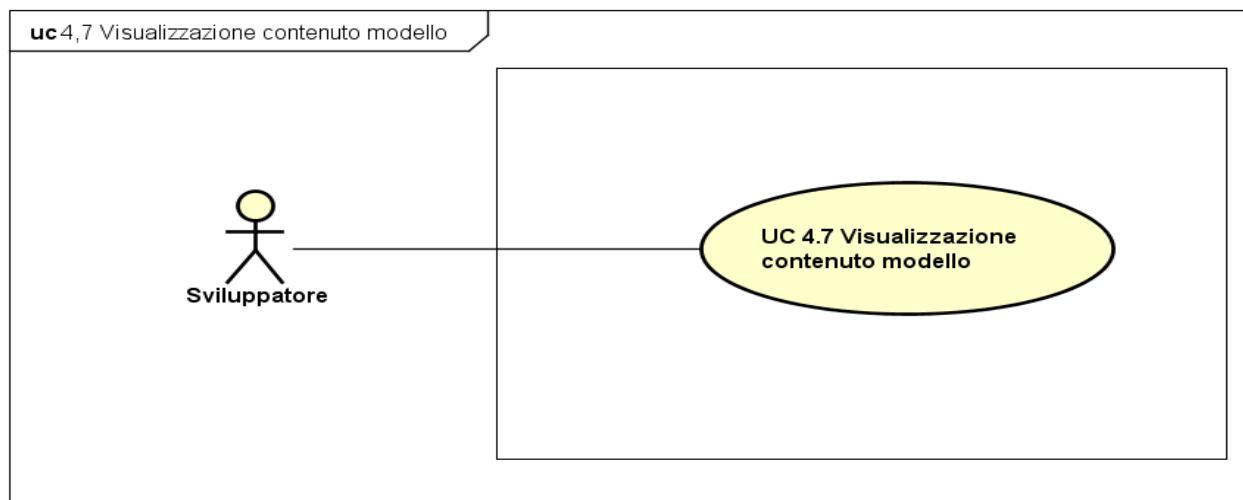 uc 4,7 Visualizzazione contenuto modello
UC 4.7 Visualizzazione
contenuto modello
Sviluppatore